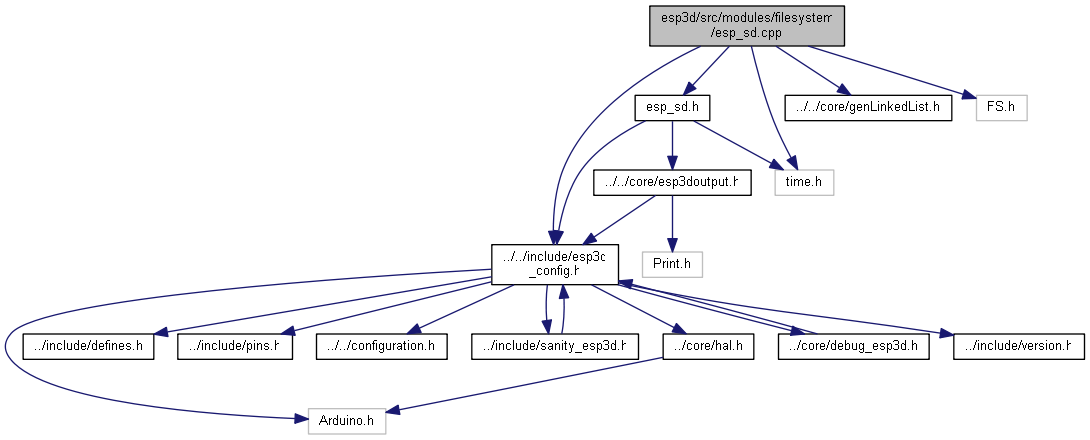 esp3d/src/modules/filesystem
/esp_sd.cpp
esp_sd.h
../../core/genLinkedList.h
FS.h
../../core/esp3doutput.h
time.h
../../include/esp3d
_config.h
Print.h
../include/defines.h
../include/pins.h
../../configuration.h
../include/sanity_esp3d.h
../core/hal.h
../core/debug_esp3d.h
../include/version.h
Arduino.h